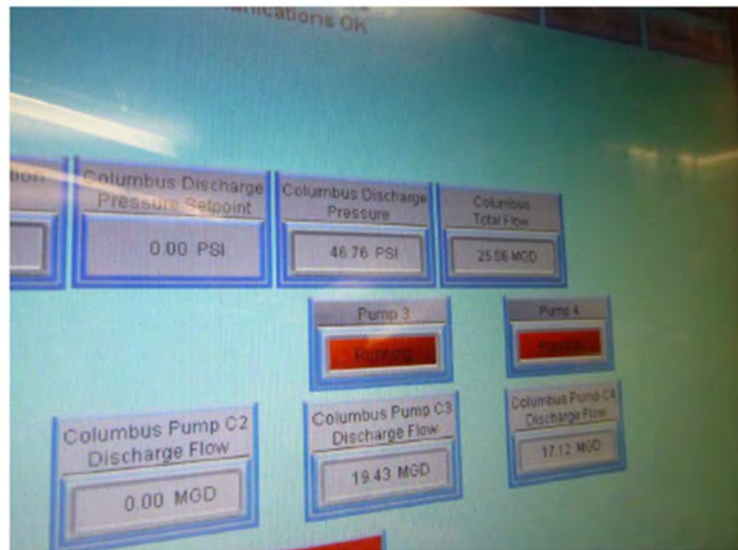 OK
Columbus Discharge
Pressure Setpoint
0.00 PSI
Columbus Discharge
Pressure
46.76 PSI
Columbus
Total Flow
25.06 MGD
Pump 3
Running
Pump 4
Running
Columbus Pump C2
Discharge Flow
0.00 MGD
Columbus Pump C3
Discharge Flow
19.43 MGD
Columbus Pump C4
Discharge Flow
17.12 MGD